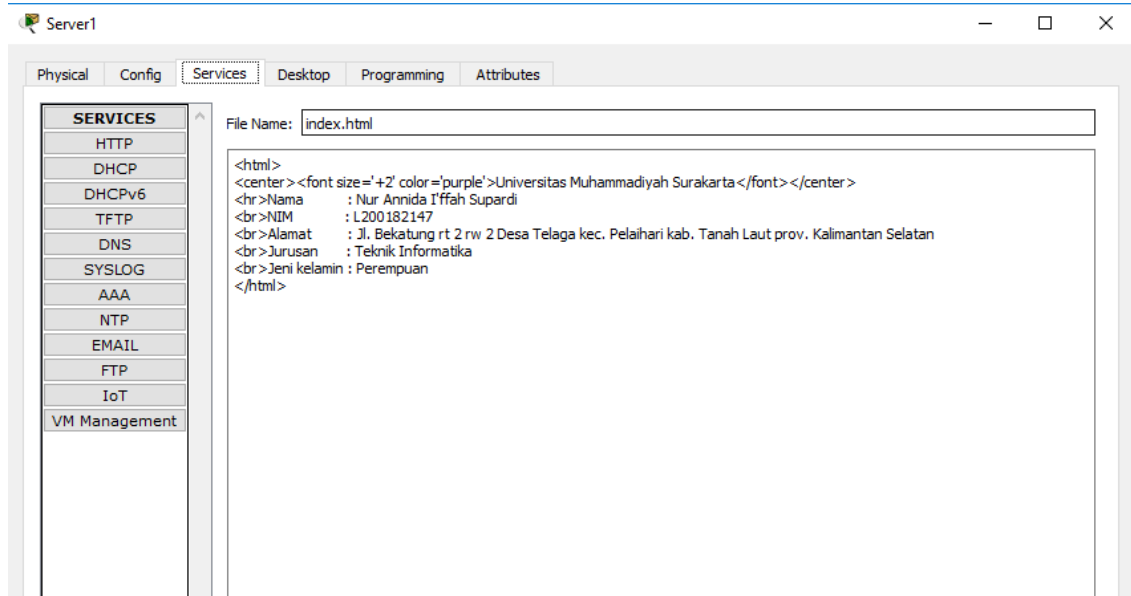 Server1
Physical Config Services Desktop Programming Attributes
SERVICES
HTTP
DHCP
DHCPv6
TFTP
DNS
SYSLOG
AAA
NTP
EMAIL
FTP
IoT
VM Management
File Name: index.html
<html>
<center><font size='+2' color='purple'>Universitas Muhammadiyah Surakarta</font></center>
<hr>Nama : Nur Annida I'ffah Supardi
<br>NIM : L200182147
<br>Alamat : Jl. Bekatung rt 2 rw 2 Desa Telaga kec. Pelaihari kab. Tanah Laut prov. Kalimantan Selatan
<br>Jurusan : Teknik Informatika
<br>Jeni kelamin : Perempuan
</html>